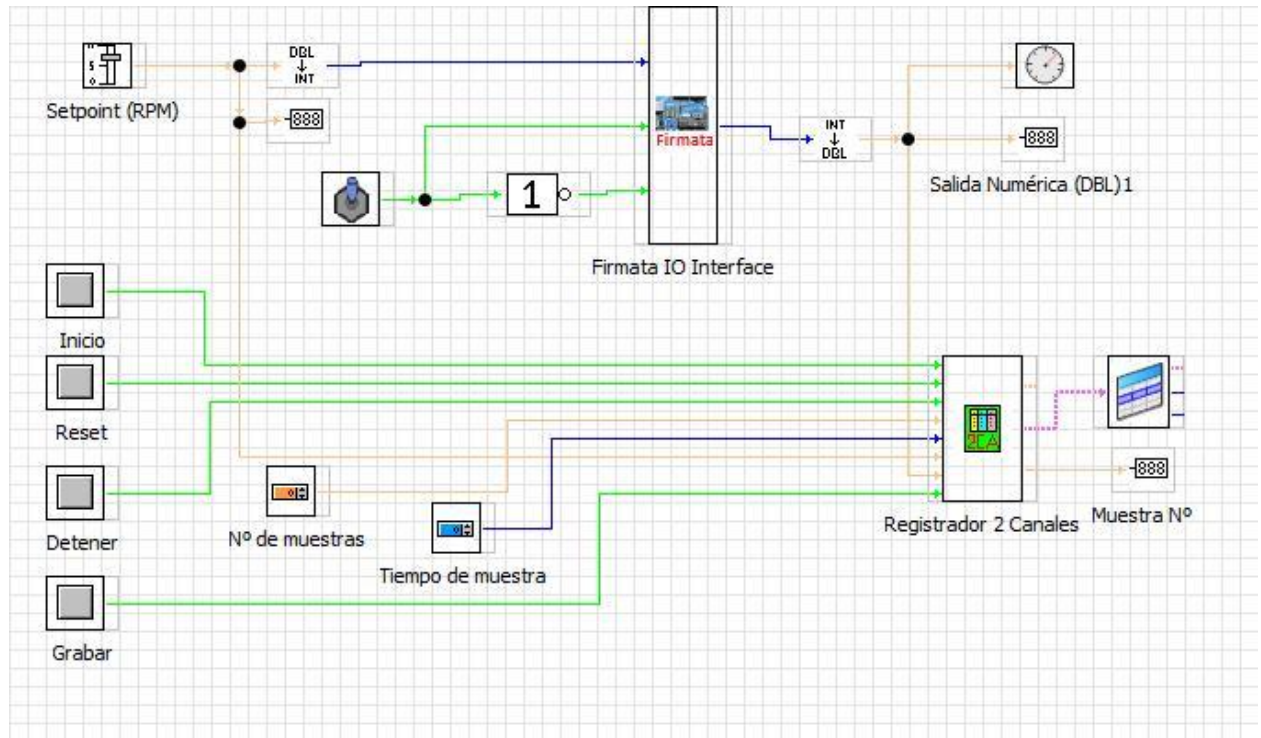 Setpoint (RPM)
DBL
INT
-888
1
Firmata
Firmata IO Interface
INT
DBL
-888
Salida Numérica (DBL)1
Inicio
Reset
Detener
Grabar
Nº de muestras
Tiempo de muestra
2CA
Registrador 2 Canales
-888
Muestra Nº